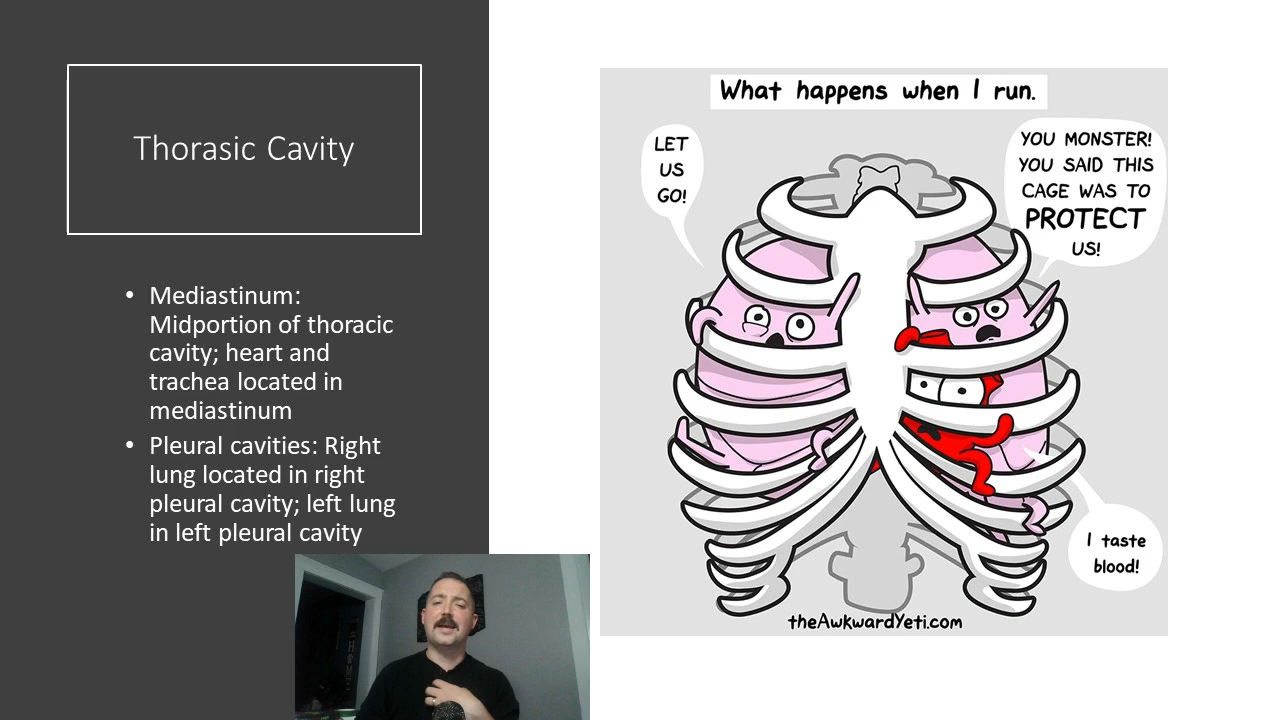 Thorasic Cavity
• Mediastinum:
Midportion of thoracic
cavity; heart and
trachea located in
mediastinum
• Pleural cavities: Right
lung located in right
pleural cavity; left lung
in left pleural cavity
What happens when I run.
LET
US
GO!
YOU MONSTER!
YOU SAID THIS
CAGE WAS TO
PROTECT
US!
I taste
blood!
theAwkwardYeti.com